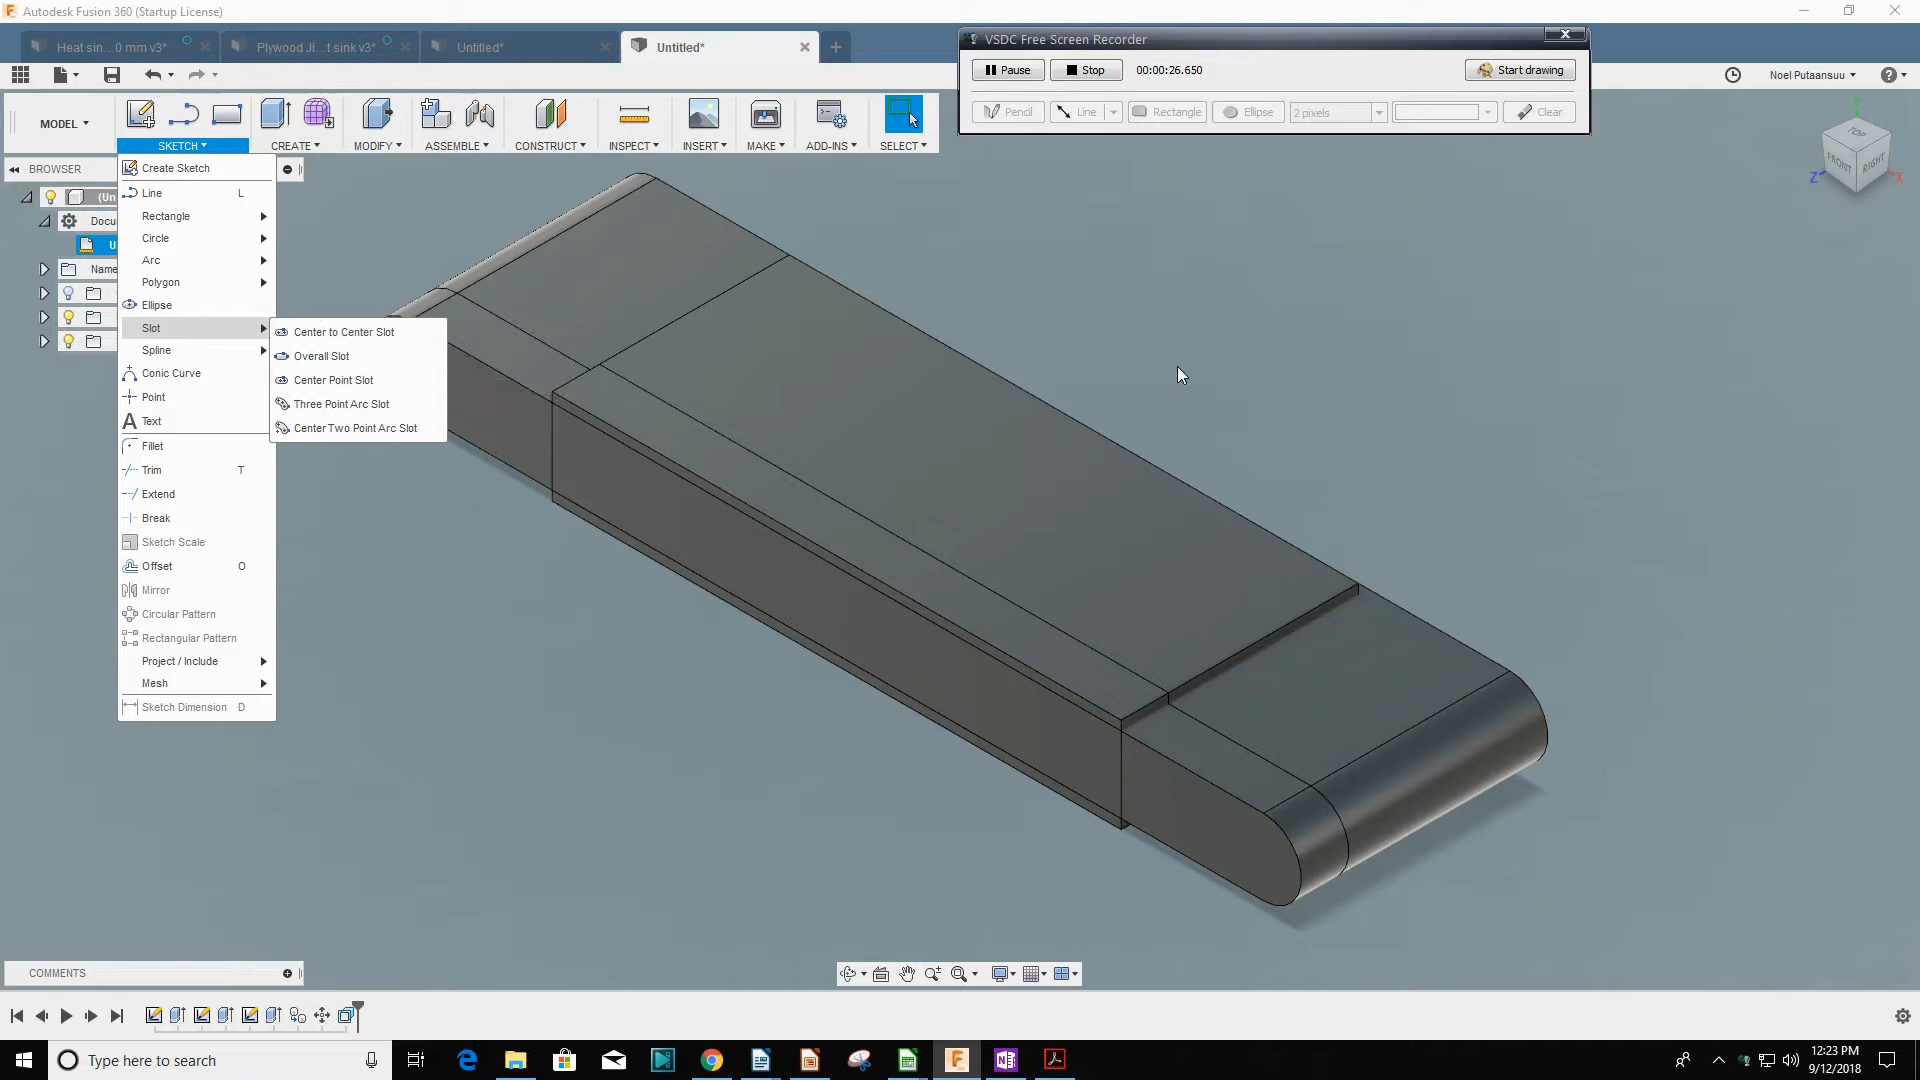 Autodesk Fusion 360 (Startup License)
Heat sin...0 mm v3*
Plywood Ji...t sink v3*
Untitled*
Untitled*
VSDC Free Screen Recorder
Pause
Stop
00:00:26.650
Start drawing
Pencil
Line
Rectangle
Ellipse
2 pixels
Clear
Noel Putaansuu
MODEL
SKETCH
CREATE
MODIFY
ASSEMBLE
CONSTRUCT
INSPECT
INSERT
MAKE
ADD-INS
SELECT
TOP
FRONT
RIGHT
Z
X
Y
BROWSER
(Un
Docu
U
Name
Create Sketch
Line L
Rectangle
Circle
Arc
Polygon
Ellipse
Slot
Spline
Conic Curve
Point
Text
Fillet
Trim T
Extend
Break
Sketch Scale
Offset O
Mirror
Circular Pattern
Rectangular Pattern
Project / Include
Mesh
Sketch Dimension D
Center to Center Slot
Overall Slot
Center Point Slot
Three Point Arc Slot
Center Two Point Arc Slot
COMMENTS
Type here to search
12:23 PM
9/12/2018